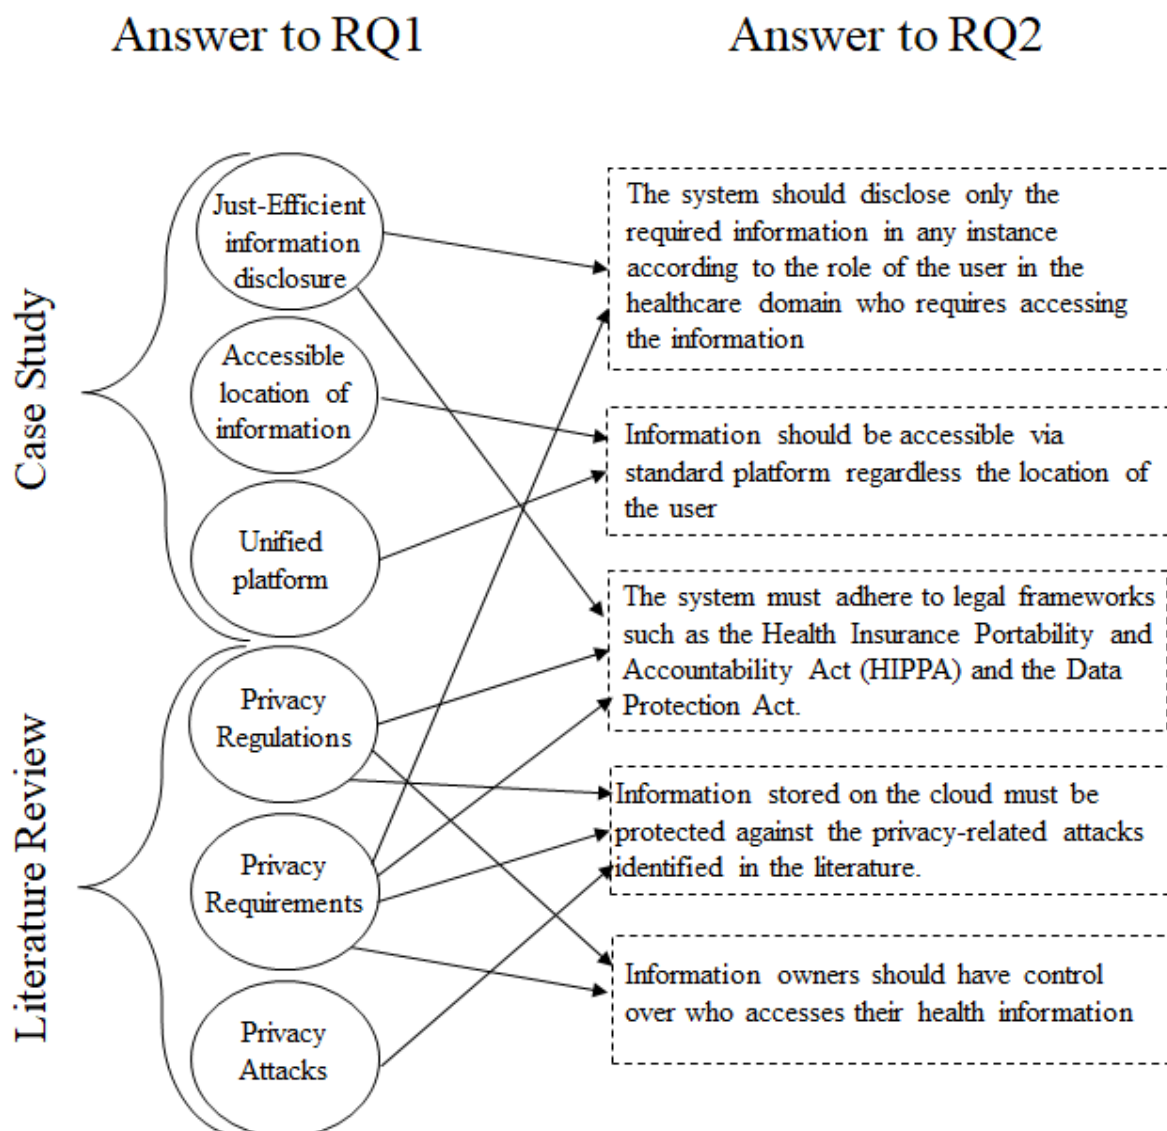 Answer to RQ1
Answer to RQ2
Case Study
Just-Efficient
information
disclosure
Accessible
location of
information
Unified
platform
Literature Review
Privacy
Regulations
Privacy
Requirements
Privacy
Attacks
The system should disclose only the
required information in any instance
according to the role of the user in the
healthcare domain who requires accessing
the information
Information should be accessible via
standard platform regardless the location of
the user
The system must adhere to legal frameworks
such as the Health Insurance Portability and
Accountability Act (HIPPA) and the Data
Protection Act.
Information stored on the cloud must be
protected against the privacy-related attacks
identified in the literature.
Information owners should have control
over who accesses their health information